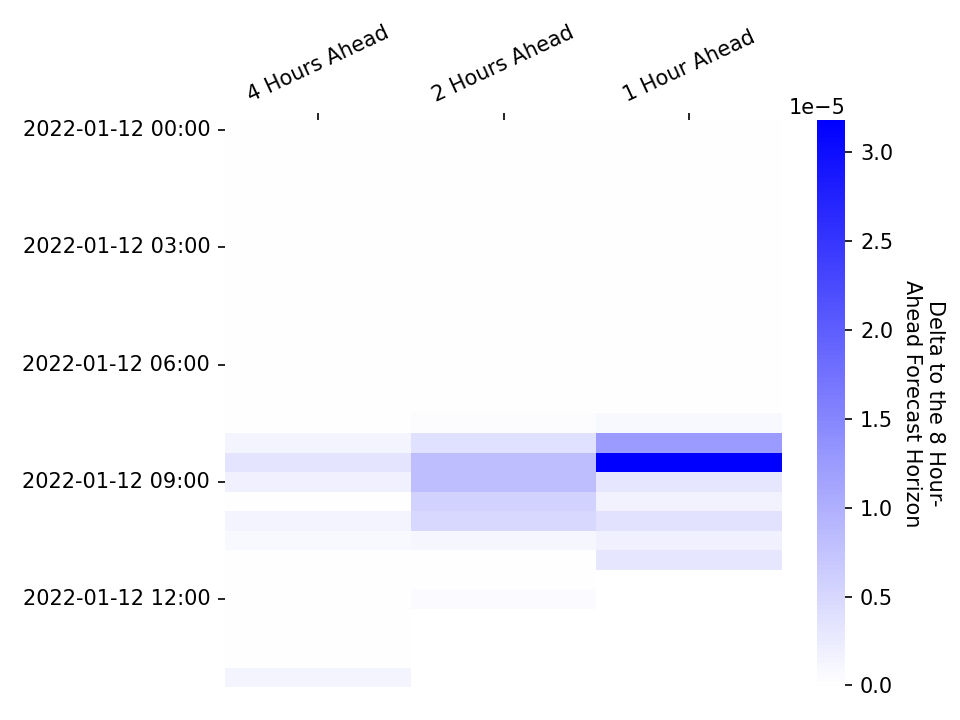 4 Hours Ahead
2 Hours Ahead
1 Hour Ahead
1e−5
2022-01-12 00:00
2022-01-12 03:00
2022-01-12 06:00
2022-01-12 09:00
2022-01-12 12:00
3.0
2.5
2.0
1.5
1.0
0.5
0.0
Delta to the 8 Hour-
Ahead Forecast Horizon